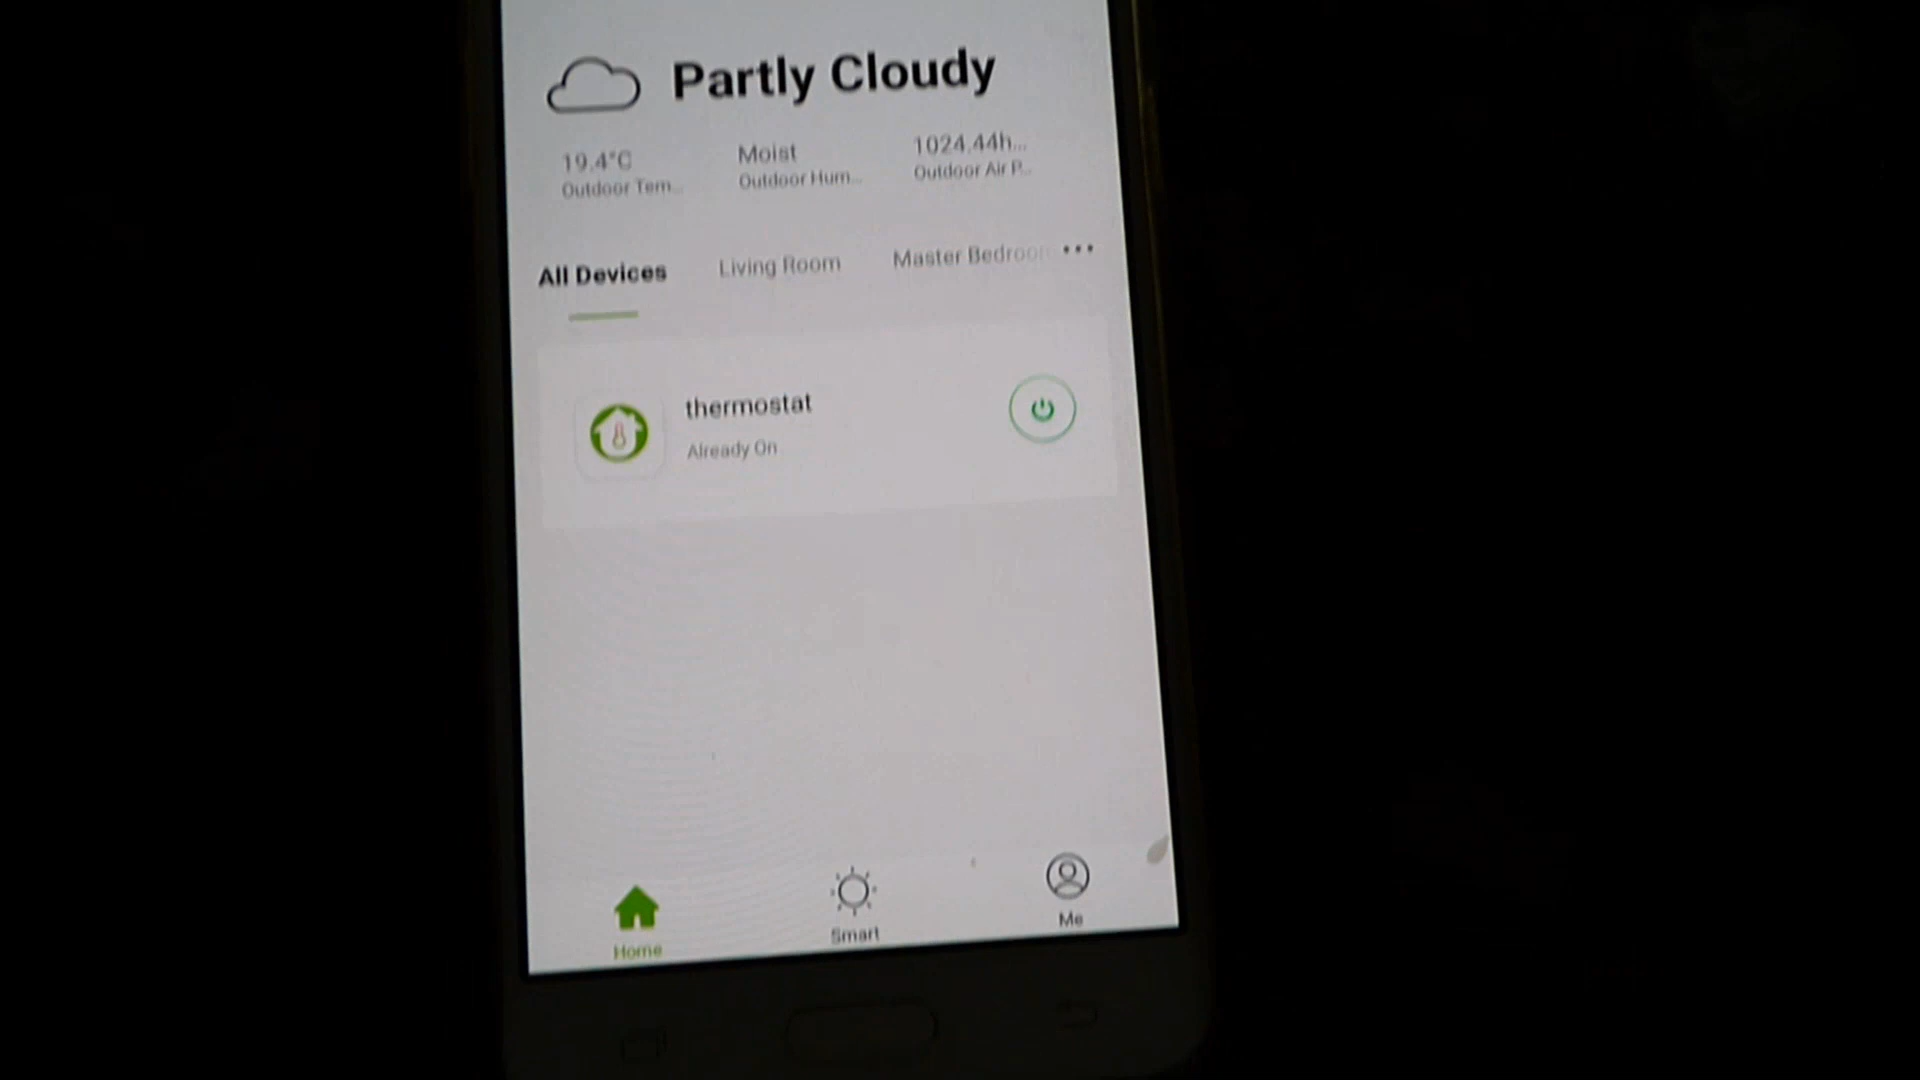 Partly Cloudy
19.4°C Moist 1024.44h...
Outdoor Tem... Outdoor Hum... Outdoor Air P...
All Devices Living Room Master Bedroom
thermostat
Already On
Home Smart Me